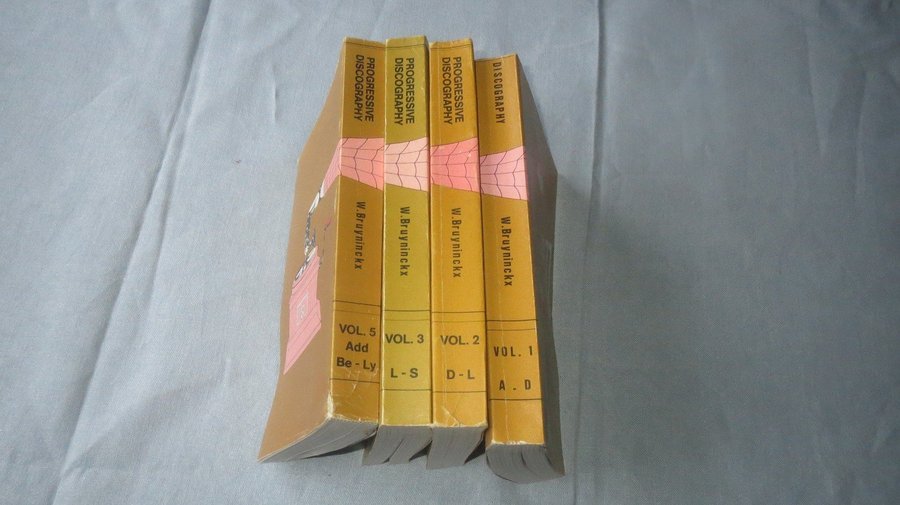 PROGRESSIVE
DISCOGRAPHY
W.Bruyninckx
VOL. 5
Add
Be - Ly
PROGRESSIVE
DISCOGRAPHY
W.Bruyninckx
VOL. 3
L - S
PROGRESSIVE
DISCOGRAPHY
W.Bruyninckx
VOL. 2
D - L
DISCOGRAPHY
W.Bruyninckx
VOL. 1
A . D